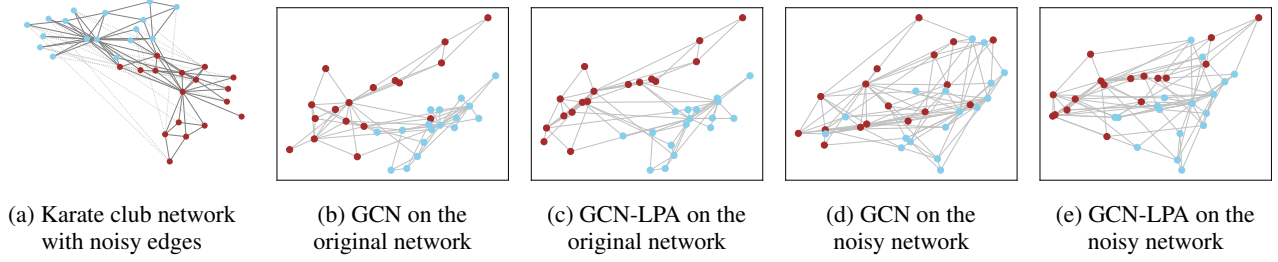 (a) Karate club network
with noisy edges
(b) GCN on the
original network
(c) GCN-LPA on the
original network
(d) GCN on the
noisy network
(e) GCN-LPA on the
noisy network